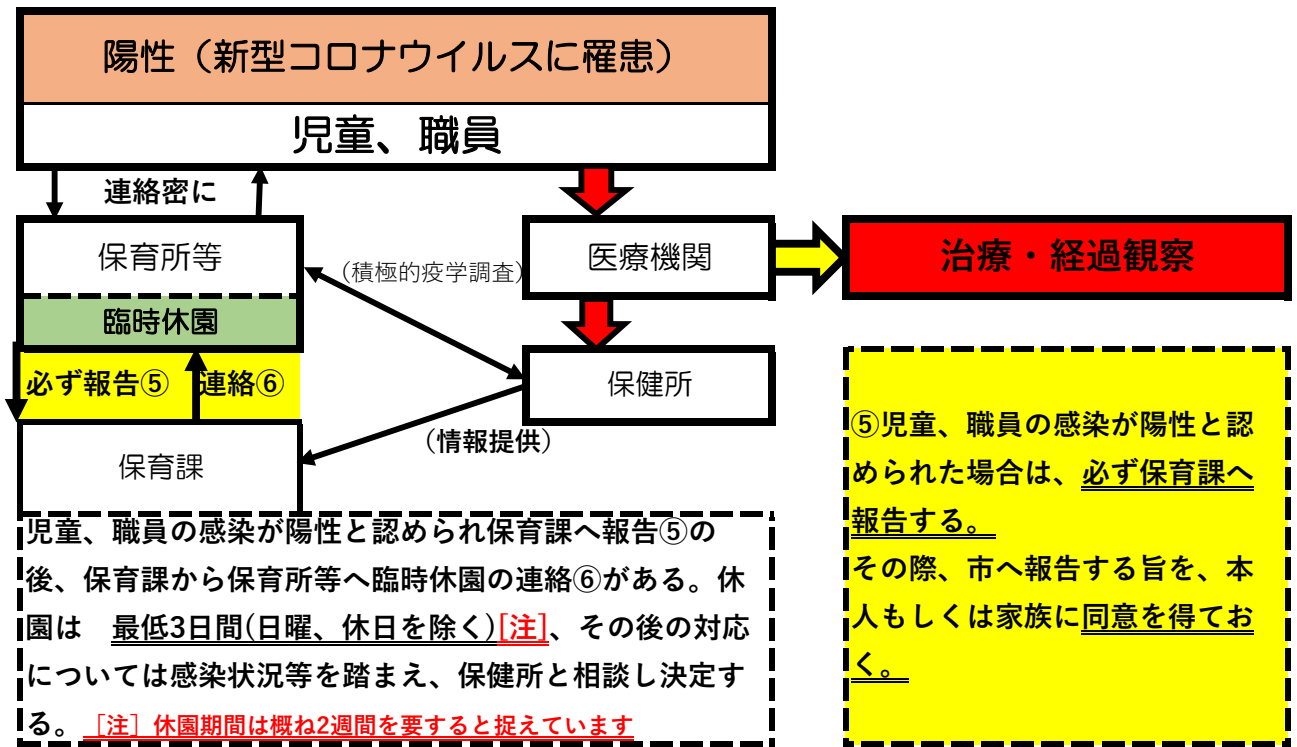 陽性（新型コロナウイルスに罹患）
児童、職員
連絡密に
保育所等
（積極的疫学調査）
医療機関
治療・経過観察
臨時休園
必ず報告⑤
連絡⑥
保健所
（情報提供）
保育課
児童、職員の感染が陽性と認められ保育課へ報告⑤の
後、保育課から保育所等へ臨時休園の連絡⑥がある。休
園は　最低3日間(日曜、休日を除く)[注]、その後の対応
については感染状況等を踏まえ、保健所と相談し決定す
る。［注］休園期間は概ね2週間を要すると捉えています
⑤児童、職員の感染が陽性と認
められた場合は、必ず保育課へ
報告する。
その際、市へ報告する旨を、本
人もしくは家族に同意を得てお
く。